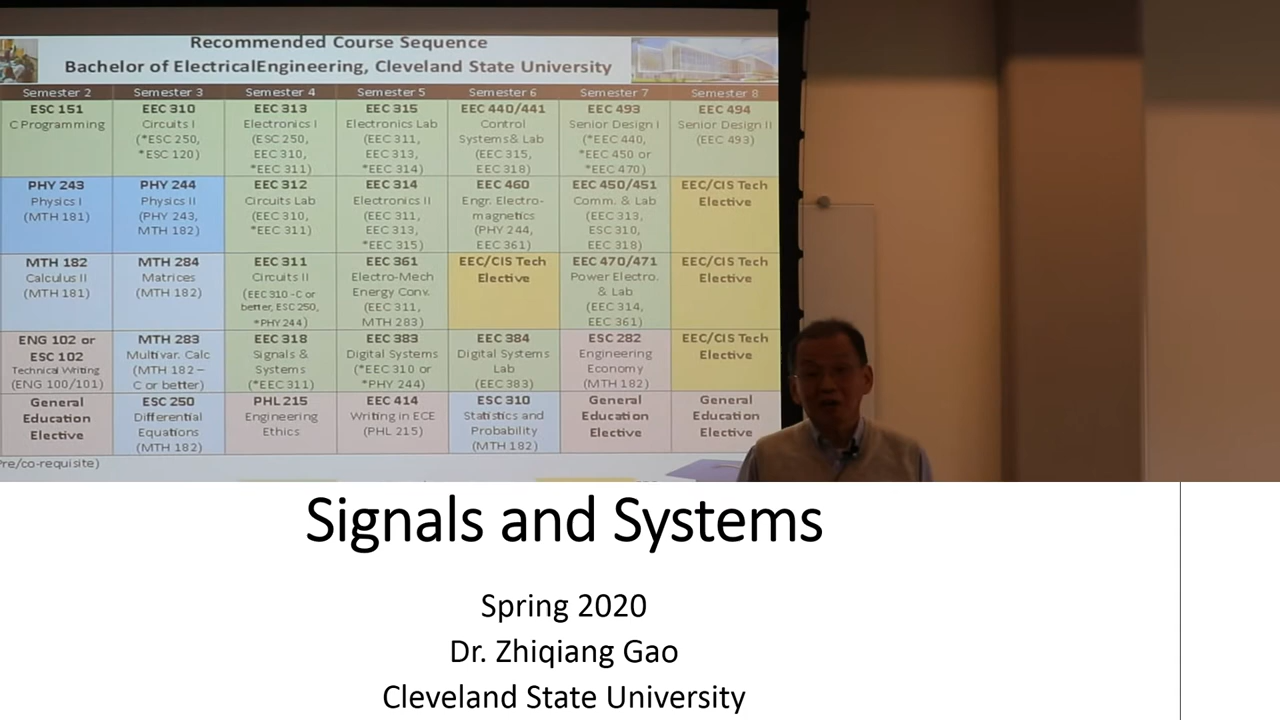 Recommended Course Sequence
Bachelor of ElectricalEngineering, Cleveland State University
Semester 2 Semester 3 Semester 4 Semester 5 Semester 6 Semester 7 Semester 8
ESC 151
C Programming
EEC 310
Circuits I
(*ESC 250,
*ESC 120)
EEC 313
Electronics I
(ESC 250,
EEC 310,
*EEC 311)
EEC 315
Electronics Lab
(EEC 311,
EEC 313,
*EEC 314)
EEC 440/441
Control
Systems& Lab
(EEC 315,
EEC 318)
EEC 493
Senior Design I
(*EEC 440,
*EEC 450 or
*EEC 470)
EEC 494
Senior Design II
(EEC 493)
PHY 243
Physics I
(MTH 181)
PHY 244
Physics II
(PHY 243,
MTH 182)
EEC 312
Circuits Lab
(EEC 310,
*EEC 311)
EEC 314
Electronics II
(EEC 311,
EEC 313,
*EEC 315)
EEC 460
Engr. Electro-
magnetics
(PHY 244,
EEC 361)
EEC 450/451
Comm. & Lab
(EEC 313,
ESC 310,
EEC 318)
EEC/CIS Tech
Elective
MTH 182
Calculus II
(MTH 181)
MTH 284
Matrices
(MTH 182)
EEC 311
Circuits II
(EEC 310 -C or
better, ESC 250,
*PHY 244)
EEC 361
Electro-Mech
Energy Conv.
(EEC 311,
MTH 283)
EEC/CIS Tech
Elective
EEC 470/471
Power Electro.
& Lab
(EEC 314,
EEC 361)
EEC/CIS Tech
Elective
ENG 102 or
ESC 102
Technical Writing
(ENG 100/101)
MTH 283
Multivar. Calc
(MTH 182 –
C or better)
EEC 318
Signals &
Systems
(*EEC 311)
EEC 383
Digital Systems
(*EEC 310 or
*PHY 244)
EEC 384
Digital Systems
Lab
(EEC 383)
ESC 282
Engineering
Economy
(MTH 182)
EEC/CIS Tech
Elective
General
Education
Elective
ESC 250
Differential
Equations
(MTH 182)
PHL 215
Engineering
Ethics
EEC 414
Writing in ECE
(PHL 215)
ESC 310
Statistics and
Probability
(MTH 182)
General
Education
Elective
General
Education
Elective
Pre/co-requisite)
Signals and Systems
Spring 2020
Dr. Zhiqiang Gao
Cleveland State University